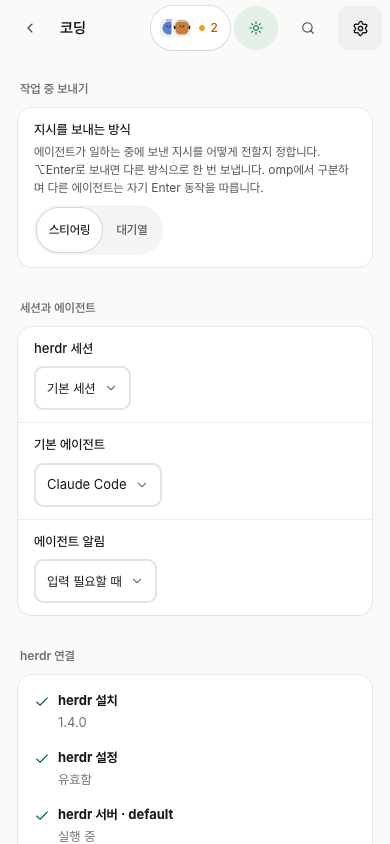 코딩
2
작업 중 보내기
지시를 보내는 방식
에이전트가 일하는 중에 보낸 지시를 어떻게 전할지 정합니다.
⌥Enter로 보내면 다른 방식으로 한 번 보냅니다. omp에서 구분하
며 다른 에이전트는 자기 Enter 동작을 따릅니다.
스티어링 대기열
세션과 에이전트
herdr 세션
기본 세션
기본 에이전트
Claude Code
에이전트 알림
입력 필요할 때
herdr 연결
herdr 설치
1.4.0
herdr 설정
유효함
herdr 서버 · default
실행 중